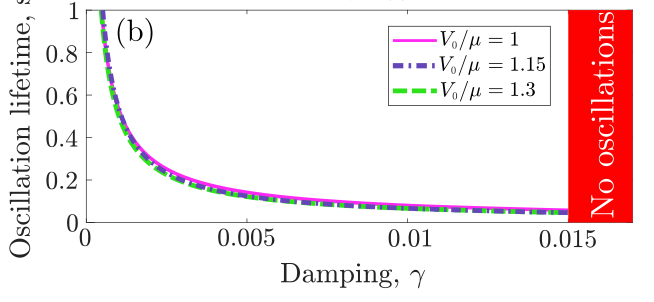 Oscillation lifetime, s
1
0.8
0.6
0.4
0.2
0
(b)
V₀/μ = 1
V₀/μ = 1.15
V₀/μ = 1.3
No oscillations
0
0.005
0.01
0.015
Damping, γ